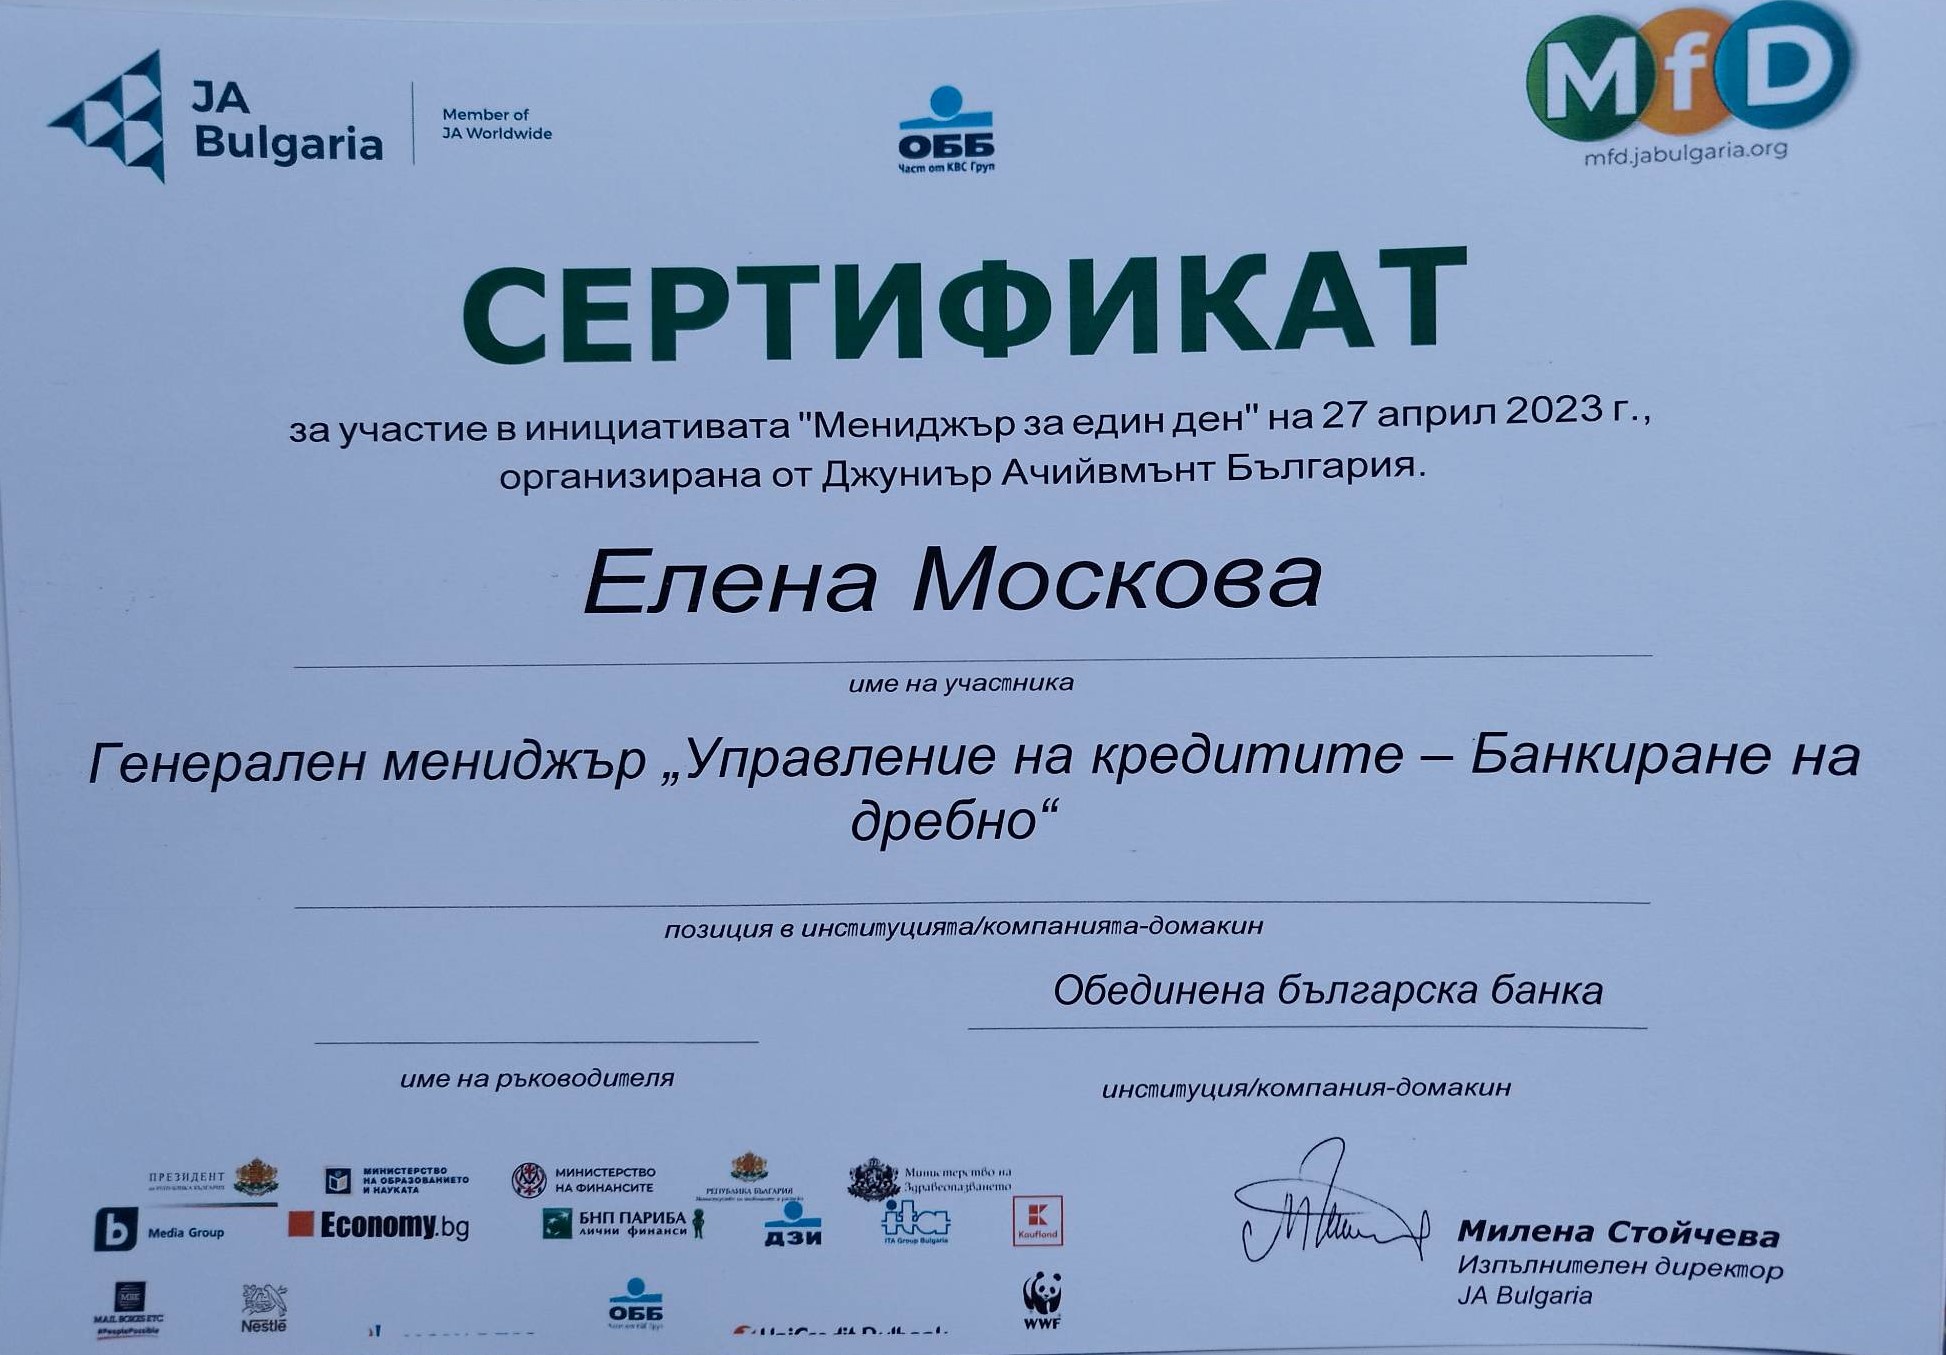 JA
Bulgaria
Member of
JA Worldwide
ОББ
Част от КВС Груп
MfD
mfd.jabulgaria.org
СЕРТИФИКАТ
за участие в инициативата "Мениджър за един ден" на 27 април 2023 г.,
организирана от Джуниър Ачийвмънт България.
Елена Москова
име на участника
Генерален мениджър „Управление на кредитите – Банкиране на
дребно“
позиция в институцията/компанията-домакин
Обединена българска банка
име на ръководителя
институция/компания-домакин
ПРЕЗИДЕНТ
МИНИСТЕРСТВО
НА ОБРАЗОВАНИЕТО
И НАУКАТА
МИНИСТЕРСТВО
НА ФИНАНСИТЕ
РЕПУБЛИКА БЪЛГАРИЯ
Министерство на
Здравеопазването
b Media Group
Economy.bg
БНП ПАРИБА
лични финанси
ДЗИ
ita
ITA Group Bulgaria
K
Kaufland
Милена Стойчева
Изпълнителен директор
JA Bulgaria
MBE
MAIL BOXES ETC
#PeoplePossible
Nestlé
ОББ
WWF